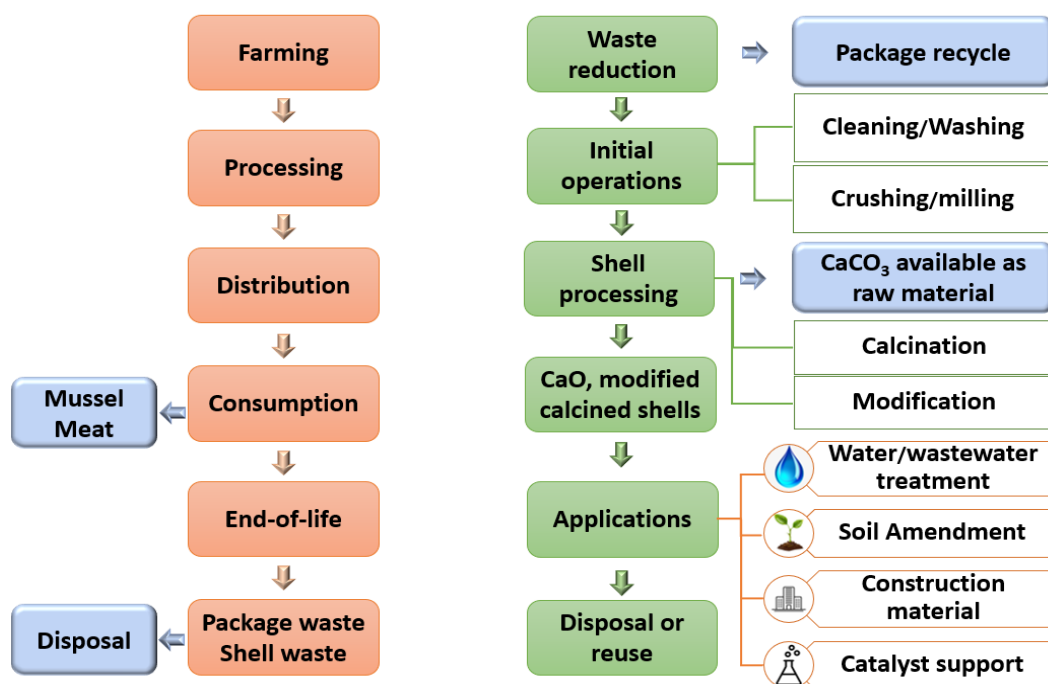 Farming
Processing
Distribution
Consumption
Mussel
Meat
End-of-life
Package waste
Shell waste
Disposal
Waste
reduction
Package recycle
Initial
operations
Cleaning/Washing
Crushing/milling
Shell
processing
CaCO₃ available as
raw material
Calcination
Modification
CaO, modified
calcined shells
Applications
Water/wastewater
treatment
Soil Amendment
Construction
material
Catalyst support
Disposal or
reuse